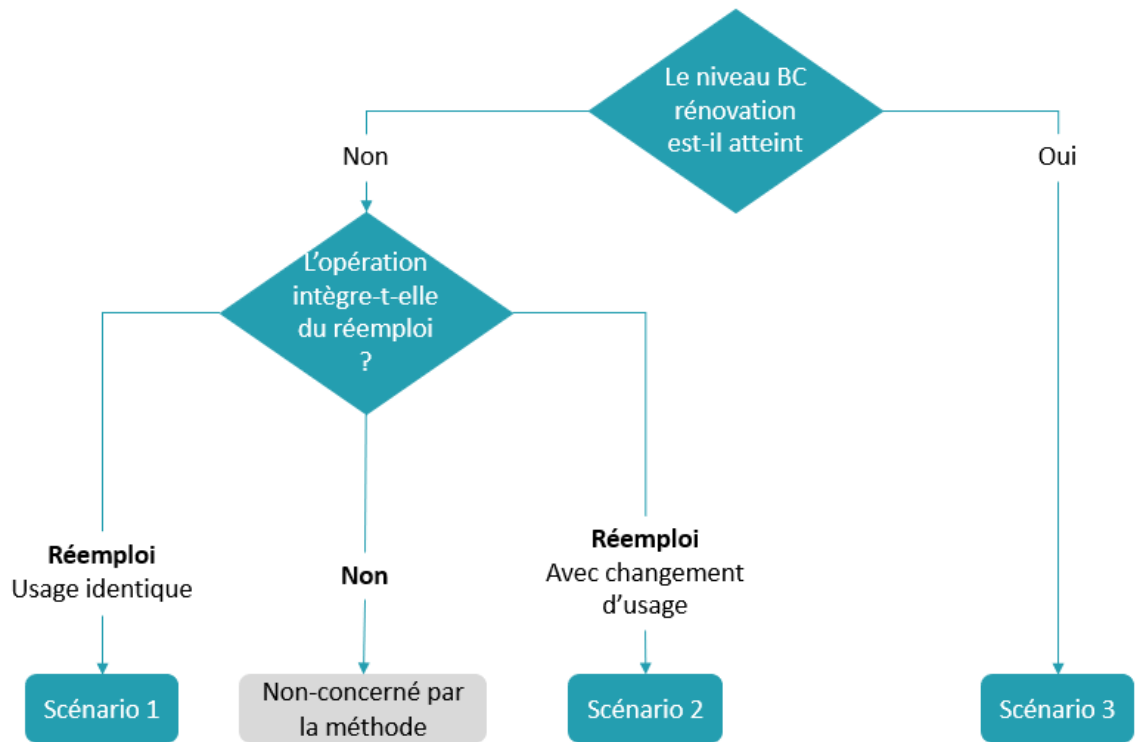 Le niveau BC
rénovation
est-il atteint
Non
Oui
L'opération
intègre-t-elle
du réemploi
?
Réemploi
Usage identique
Non
Réemploi
Avec changement
d'usage
Scénario 1
Non-concerné par
la méthode
Scénario 2
Scénario 3